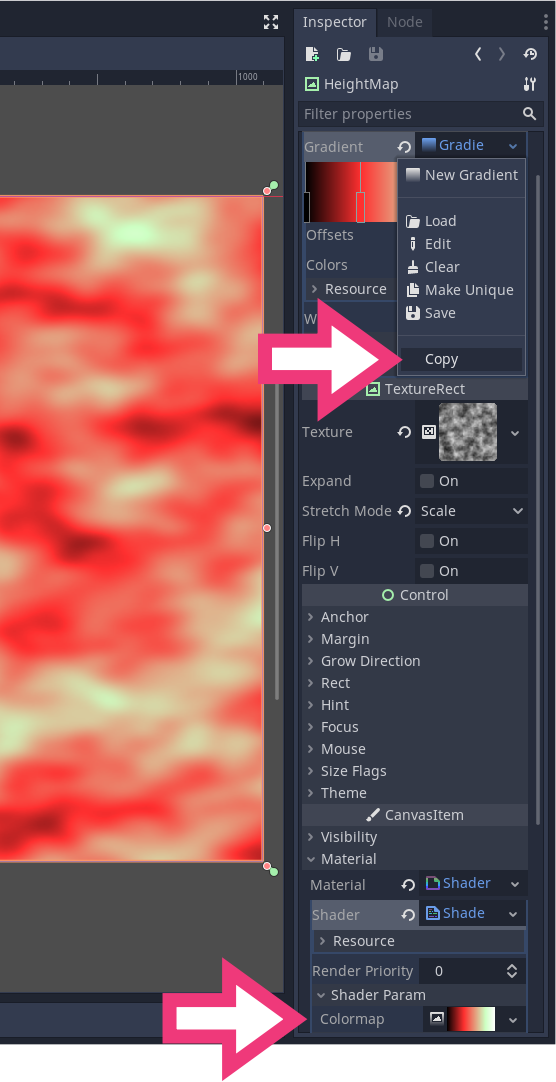 Inspector
Node
1000
HeightMap
Filter properties
Gradient
Gradie
New Gradient
Offsets
Load
Edit
Colors
Clear
Resource
Make Unique
Save
W
Copy
TextureRect
Texture
Expand
On
Stretch Mode
Scale
Flip H
On
Flip V
On
Control
Anchor
Margin
Grow Direction
Rect
Hint
Focus
Mouse
Size Flags
Theme
CanvasItem
Visibility
Material
Material
Shader
Shader
Shade
Resource
Render Priority
0
Shader Param
Colormap